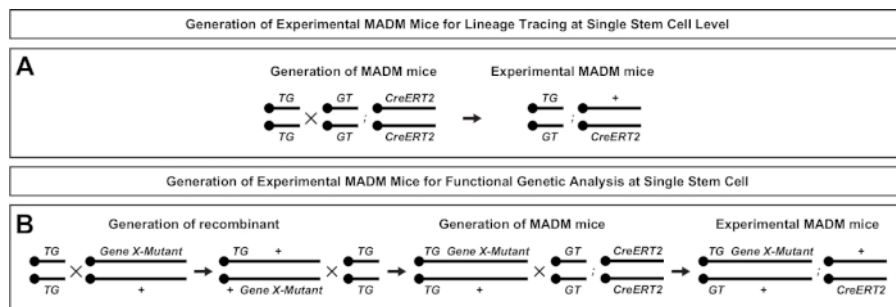 Generation of Experimental MADM Mice for Lineage Tracing at Single Stem Cell Level
A
Generation of MADM mice Experimental MADM mice
TG GT CreERT2 TG +
× ; ;
TG GT CreERT2 GT CreERT2
Generation of Experimental MADM Mice for Functional Genetic Analysis at Single Stem Cell
B
Generation of recombinant Generation of MADM mice Experimental MADM mice
TG Gene X-Mutant TG + TG TG Gene X-Mutant GT CreERT2 TG Gene X-Mutant +
× × × ; ;
TG + + Gene X-Mutant TG TG + GT CreERT2 GT + CreERT2